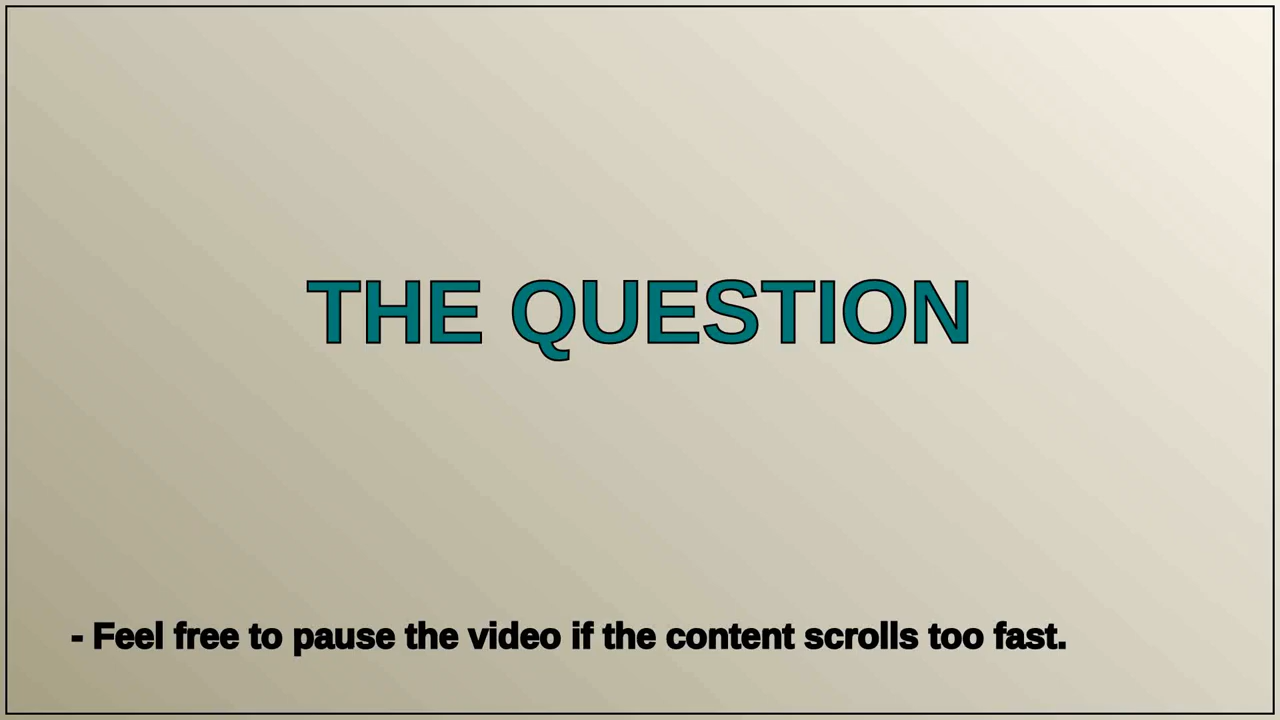 THE QUESTION
- Feel free to pause the video if the content scrolls too fast.